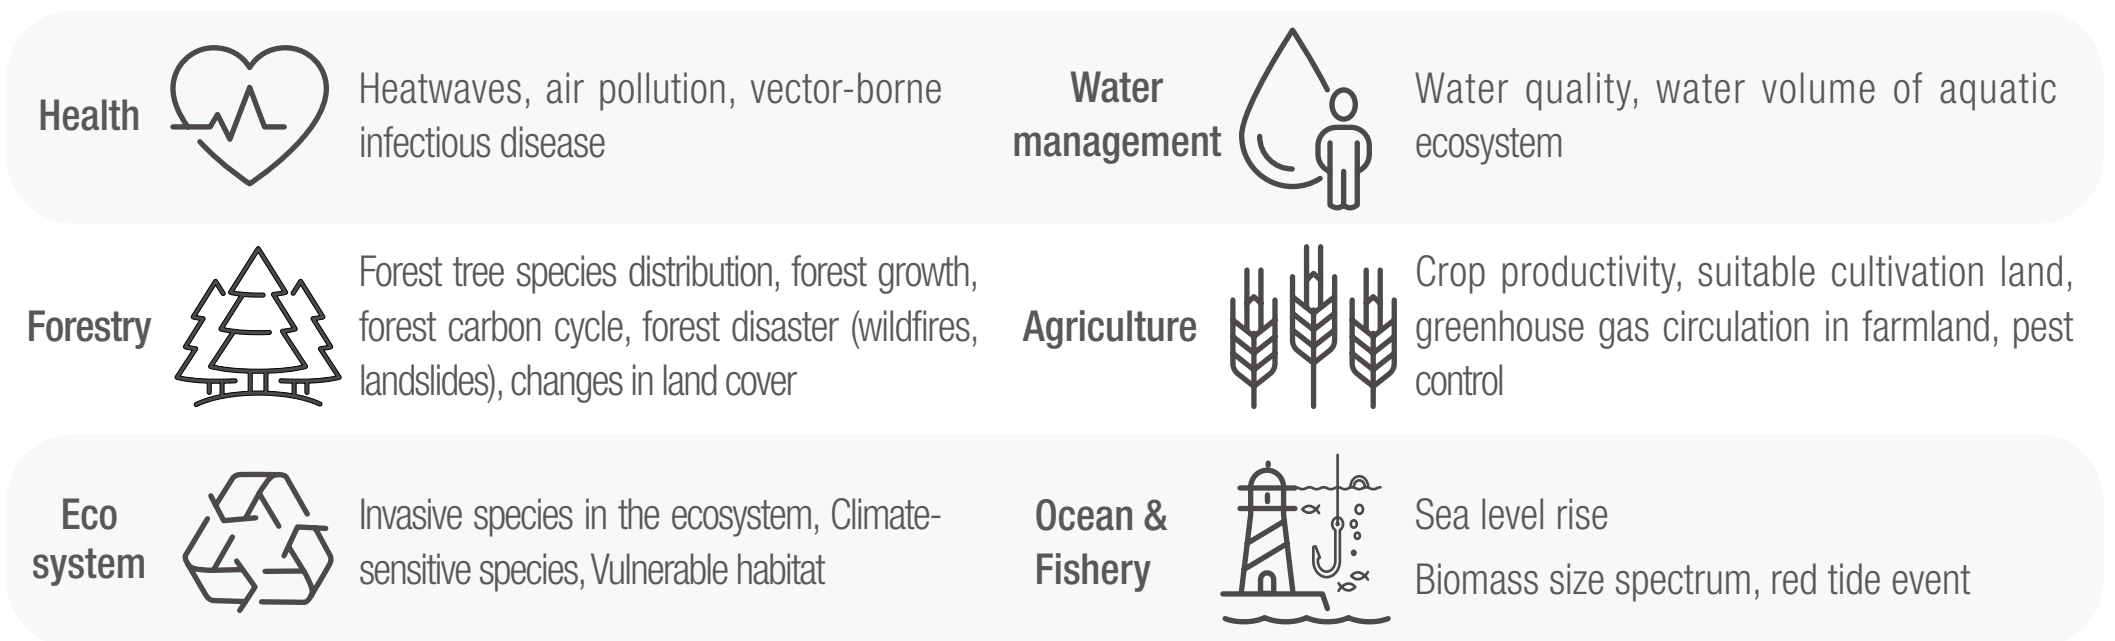 Health
Heatwaves, air pollution, vector-borne
infectious disease
Water
management
Water quality, water volume of aquatic
ecosystem
Forestry
Forest tree species distribution, forest growth,
forest carbon cycle, forest disaster (wildfires,
landslides), changes in land cover
Agriculture
Crop productivity, suitable cultivation land,
greenhouse gas circulation in farmland, pest
control
Eco
system
Invasive species in the ecosystem, Climate-
sensitive species, Vulnerable habitat
Ocean &
Fishery
Sea level rise
Biomass size spectrum, red tide event